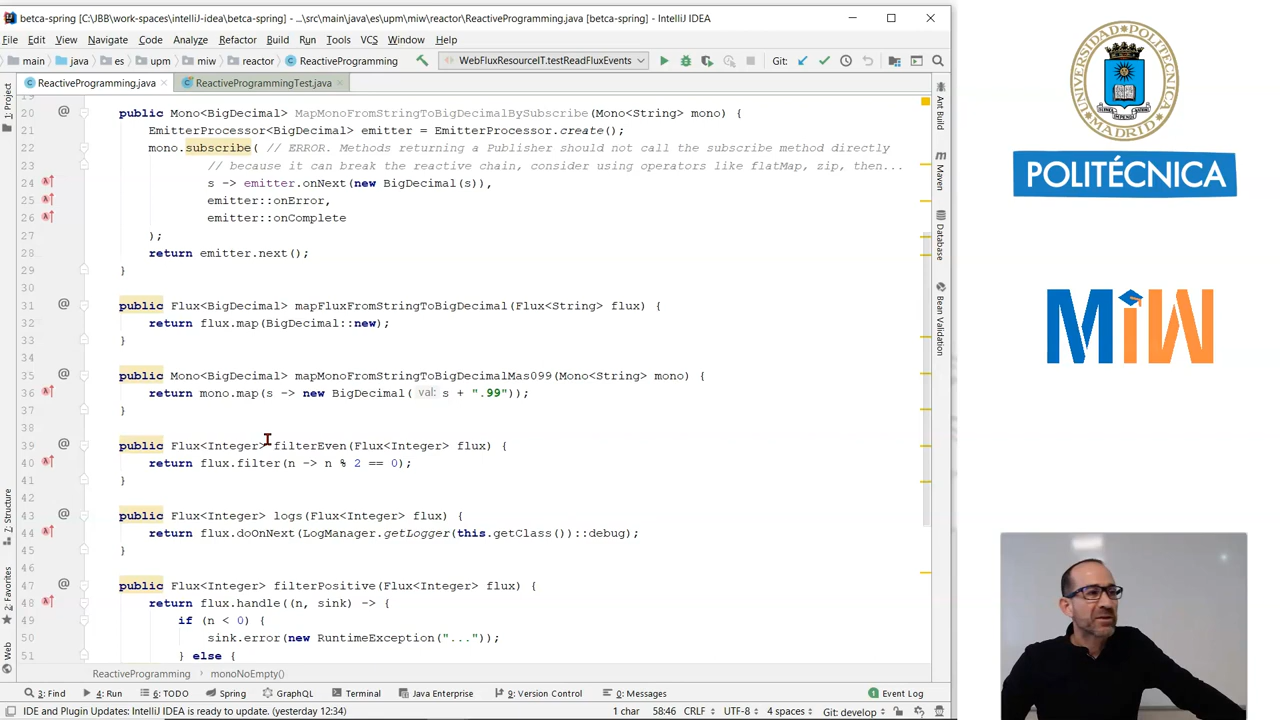 betca-spring [C:\JBB\work-spaces\intelliJ-idea\betca-spring] - ...\src\main\java\es\upm\miw\reactor\ReactiveProgramming.java [betca-spring] - IntelliJ IDEA
File Edit View Navigate Code Analyze Refactor Build Run Tools VCS Window Help
main java es upm miw reactor ReactiveProgramming WebFluxResourceIT.testReadFluxEvents Git:
ReactiveProgramming.java ReactiveProgrammingTest.java
19
20 public Mono<BigDecimal> MapMonoFromStringToBigDecimalBySubscribe(Mono<String> mono) {
21 EmitterProcessor<BigDecimal> emitter = EmitterProcessor.create();
22 mono.subscribe( // ERROR. Methods returning a Publisher should not call the subscribe method directly
23 // because it can break the reactive chain, consider using operators like flatMap, zip, then...
24 s -> emitter.onNext(new BigDecimal(s)),
25 emitter::onError,
26 emitter::onComplete
27 );
28 return emitter.next();
29 }
30
31 public Flux<BigDecimal> mapFluxFromStringToBigDecimal(Flux<String> flux) {
32 return flux.map(BigDecimal::new);
33 }
34
35 public Mono<BigDecimal> mapMonoFromStringToBigDecimalMas099(Mono<String> mono) {
36 return mono.map(s -> new BigDecimal( val: s + ".99"));
37 }
38
39 public Flux<Integer> filterEven(Flux<Integer> flux) {
40 return flux.filter(n -> n % 2 == 0);
41 }
42
43 public Flux<Integer> logs(Flux<Integer> flux) {
44 return flux.doOnNext(LogManager.getLogger(this.getClass())::debug);
45 }
46
47 public Flux<Integer> filterPositive(Flux<Integer> flux) {
48 return flux.handle((n, sink) -> {
49 if (n < 0) {
50 sink.error(new RuntimeException("..."));
51 } else {
ReactiveProgramming monoNoEmpty()
3: Find 4: Run 6: TODO Spring GraphQL Terminal Java Enterprise 9: Version Control 0: Messages Event Log
IDE and Plugin Updates: IntelliJ IDEA is ready to update. (yesterday 12:34) 1 char 58:46 CRLF UTF-8 4 spaces Git: develop
1: Project
7: Structure
2: Favorites
Web
Ant Build
Maven
Database
Bean Validation
UNIVERSIDAD POLITÉCNICA
MADRID
POLITÉCNICA
MiW